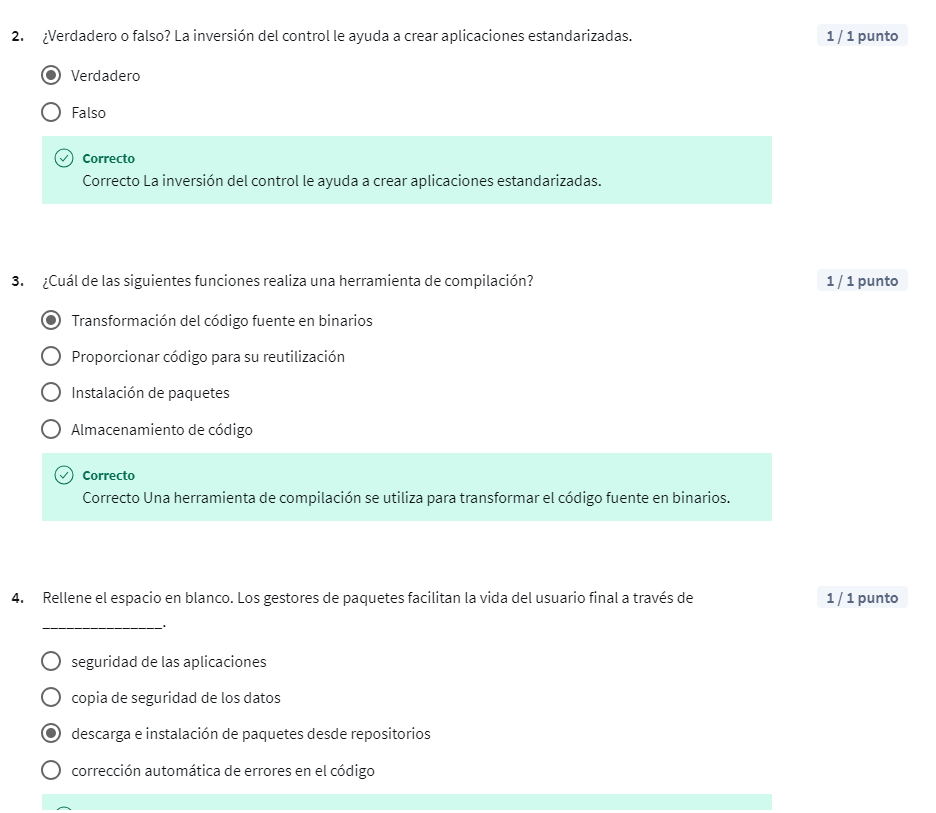 2. ¿Verdadero o falso? La inversión del control le ayuda a crear aplicaciones estandarizadas. 1 / 1 punto
Verdadero
Falso
Correcto
Correcto La inversión del control le ayuda a crear aplicaciones estandarizadas.
3. ¿Cuál de las siguientes funciones realiza una herramienta de compilación? 1 / 1 punto
Transformación del código fuente en binarios
Proporcionar código para su reutilización
Instalación de paquetes
Almacenamiento de código
Correcto
Correcto Una herramienta de compilación se utiliza para transformar el código fuente en binarios.
4. Rellene el espacio en blanco. Los gestores de paquetes facilitan la vida del usuario final a través de 1 / 1 punto
_______________.
seguridad de las aplicaciones
copia de seguridad de los datos
descarga e instalación de paquetes desde repositorios
corrección automática de errores en el código